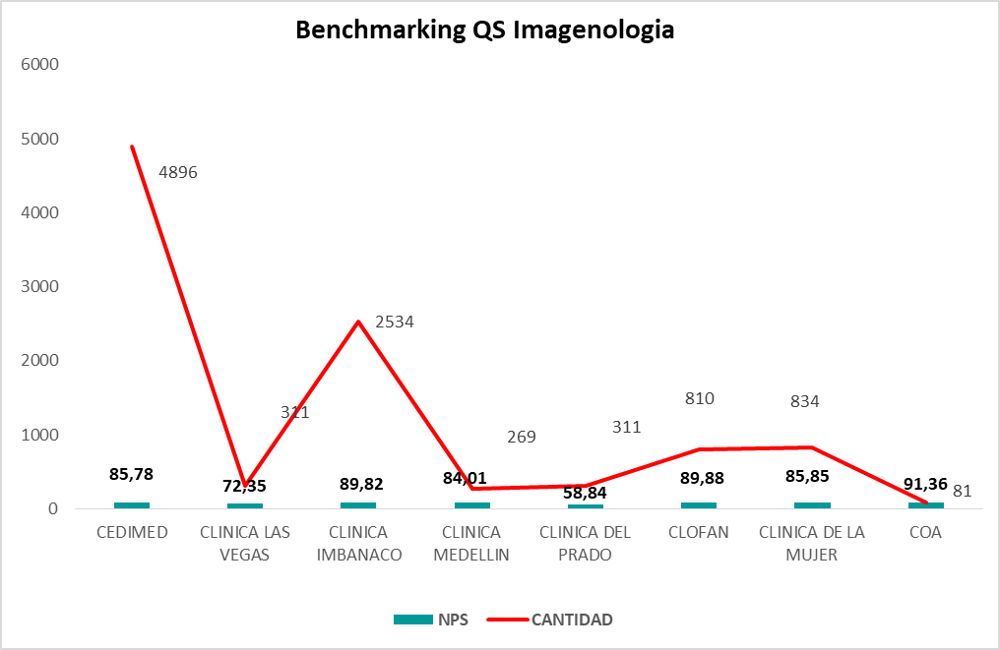 Benchmarking QS Imagenologia
6000
5000
4000
3000
2000
1000
0
4896
311
2534
269
311
810
834
81
85,78
72,35
89,82
84,01
58,84
89,88
85,85
91,36
CEDIMED
CLINICA LAS
VEGAS
CLINICA
IMBANACO
CLINICA
MEDELLIN
CLINICA DEL
PRADO
CLOFAN
CLINICA DE LA
MUJER
COA
NPS
CANTIDAD